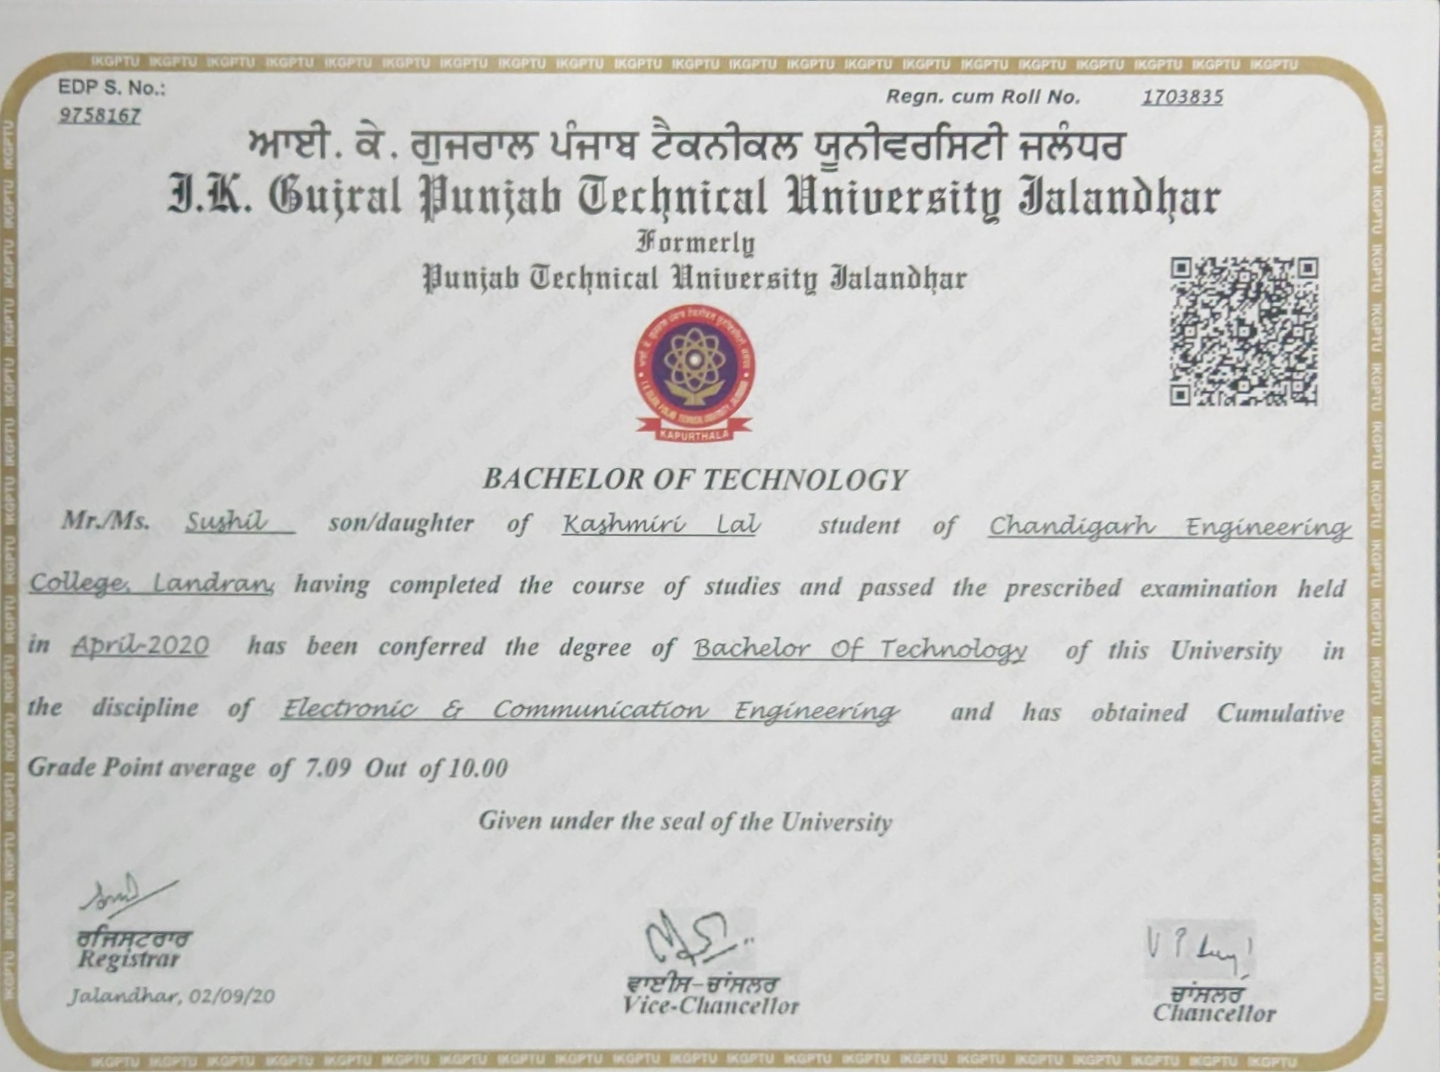 EDP S. No.:
9758167
Regn. cum Roll No. 1703835
ਆਈ. ਕੇ. ਗੁਜਰਾਲ ਪੰਜਾਬ ਟੈਕਨੀਕਲ ਯੂਨੀਵਰਸਿਟੀ ਜਲੰਧਰ
I.K. Gujral Punjab Technical University Jalandhar
Formerly
Punjab Technical University Jalandhar
KAPURTHALA
BACHELOR OF TECHNOLOGY
Mr./Ms. Sushil son/daughter of Kashmiri Lal student of Chandigarh Engineering
College, Landran, having completed the course of studies and passed the prescribed examination held
in April-2020 has been conferred the degree of Bachelor Of Technology of this University in
the discipline of Electronic & Communication Engineering and has obtained Cumulative
Grade Point average of 7.09 Out of 10.00
Given under the seal of the University
ਰਜਿਸਟਰਾਰ
Registrar
Jalandhar, 02/09/20
ਵਾਈਸ-ਚਾਂਸਲਰ
Vice-Chancellor
ਚਾਂਸਲਰ
Chancellor